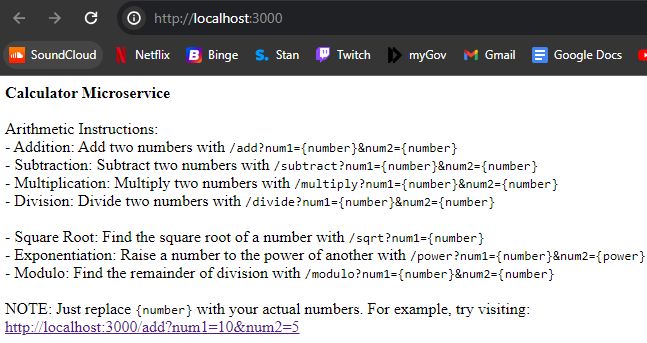 http://localhost:3000
SoundCloud Netflix Binge Stan Twitch myGov Gmail Google Docs
Calculator Microservice
Arithmetic Instructions:
- Addition: Add two numbers with /add?num1={number}&num2={number}
- Subtraction: Subtract two numbers with /subtract?num1={number}&num2={number}
- Multiplication: Multiply two numbers with /multiply?num1={number}&num2={number}
- Division: Divide two numbers with /divide?num1={number}&num2={number}
- Square Root: Find the square root of a number with /sqrt?num1={number}
- Exponentiation: Raise a number to the power of another with /power?num1={number}&num2={power}
- Modulo: Find the remainder of division with /modulo?num1={number}&num2={number}
NOTE: Just replace {number} with your actual numbers. For example, try visiting:
http://localhost:3000/add?num1=10&num2=5